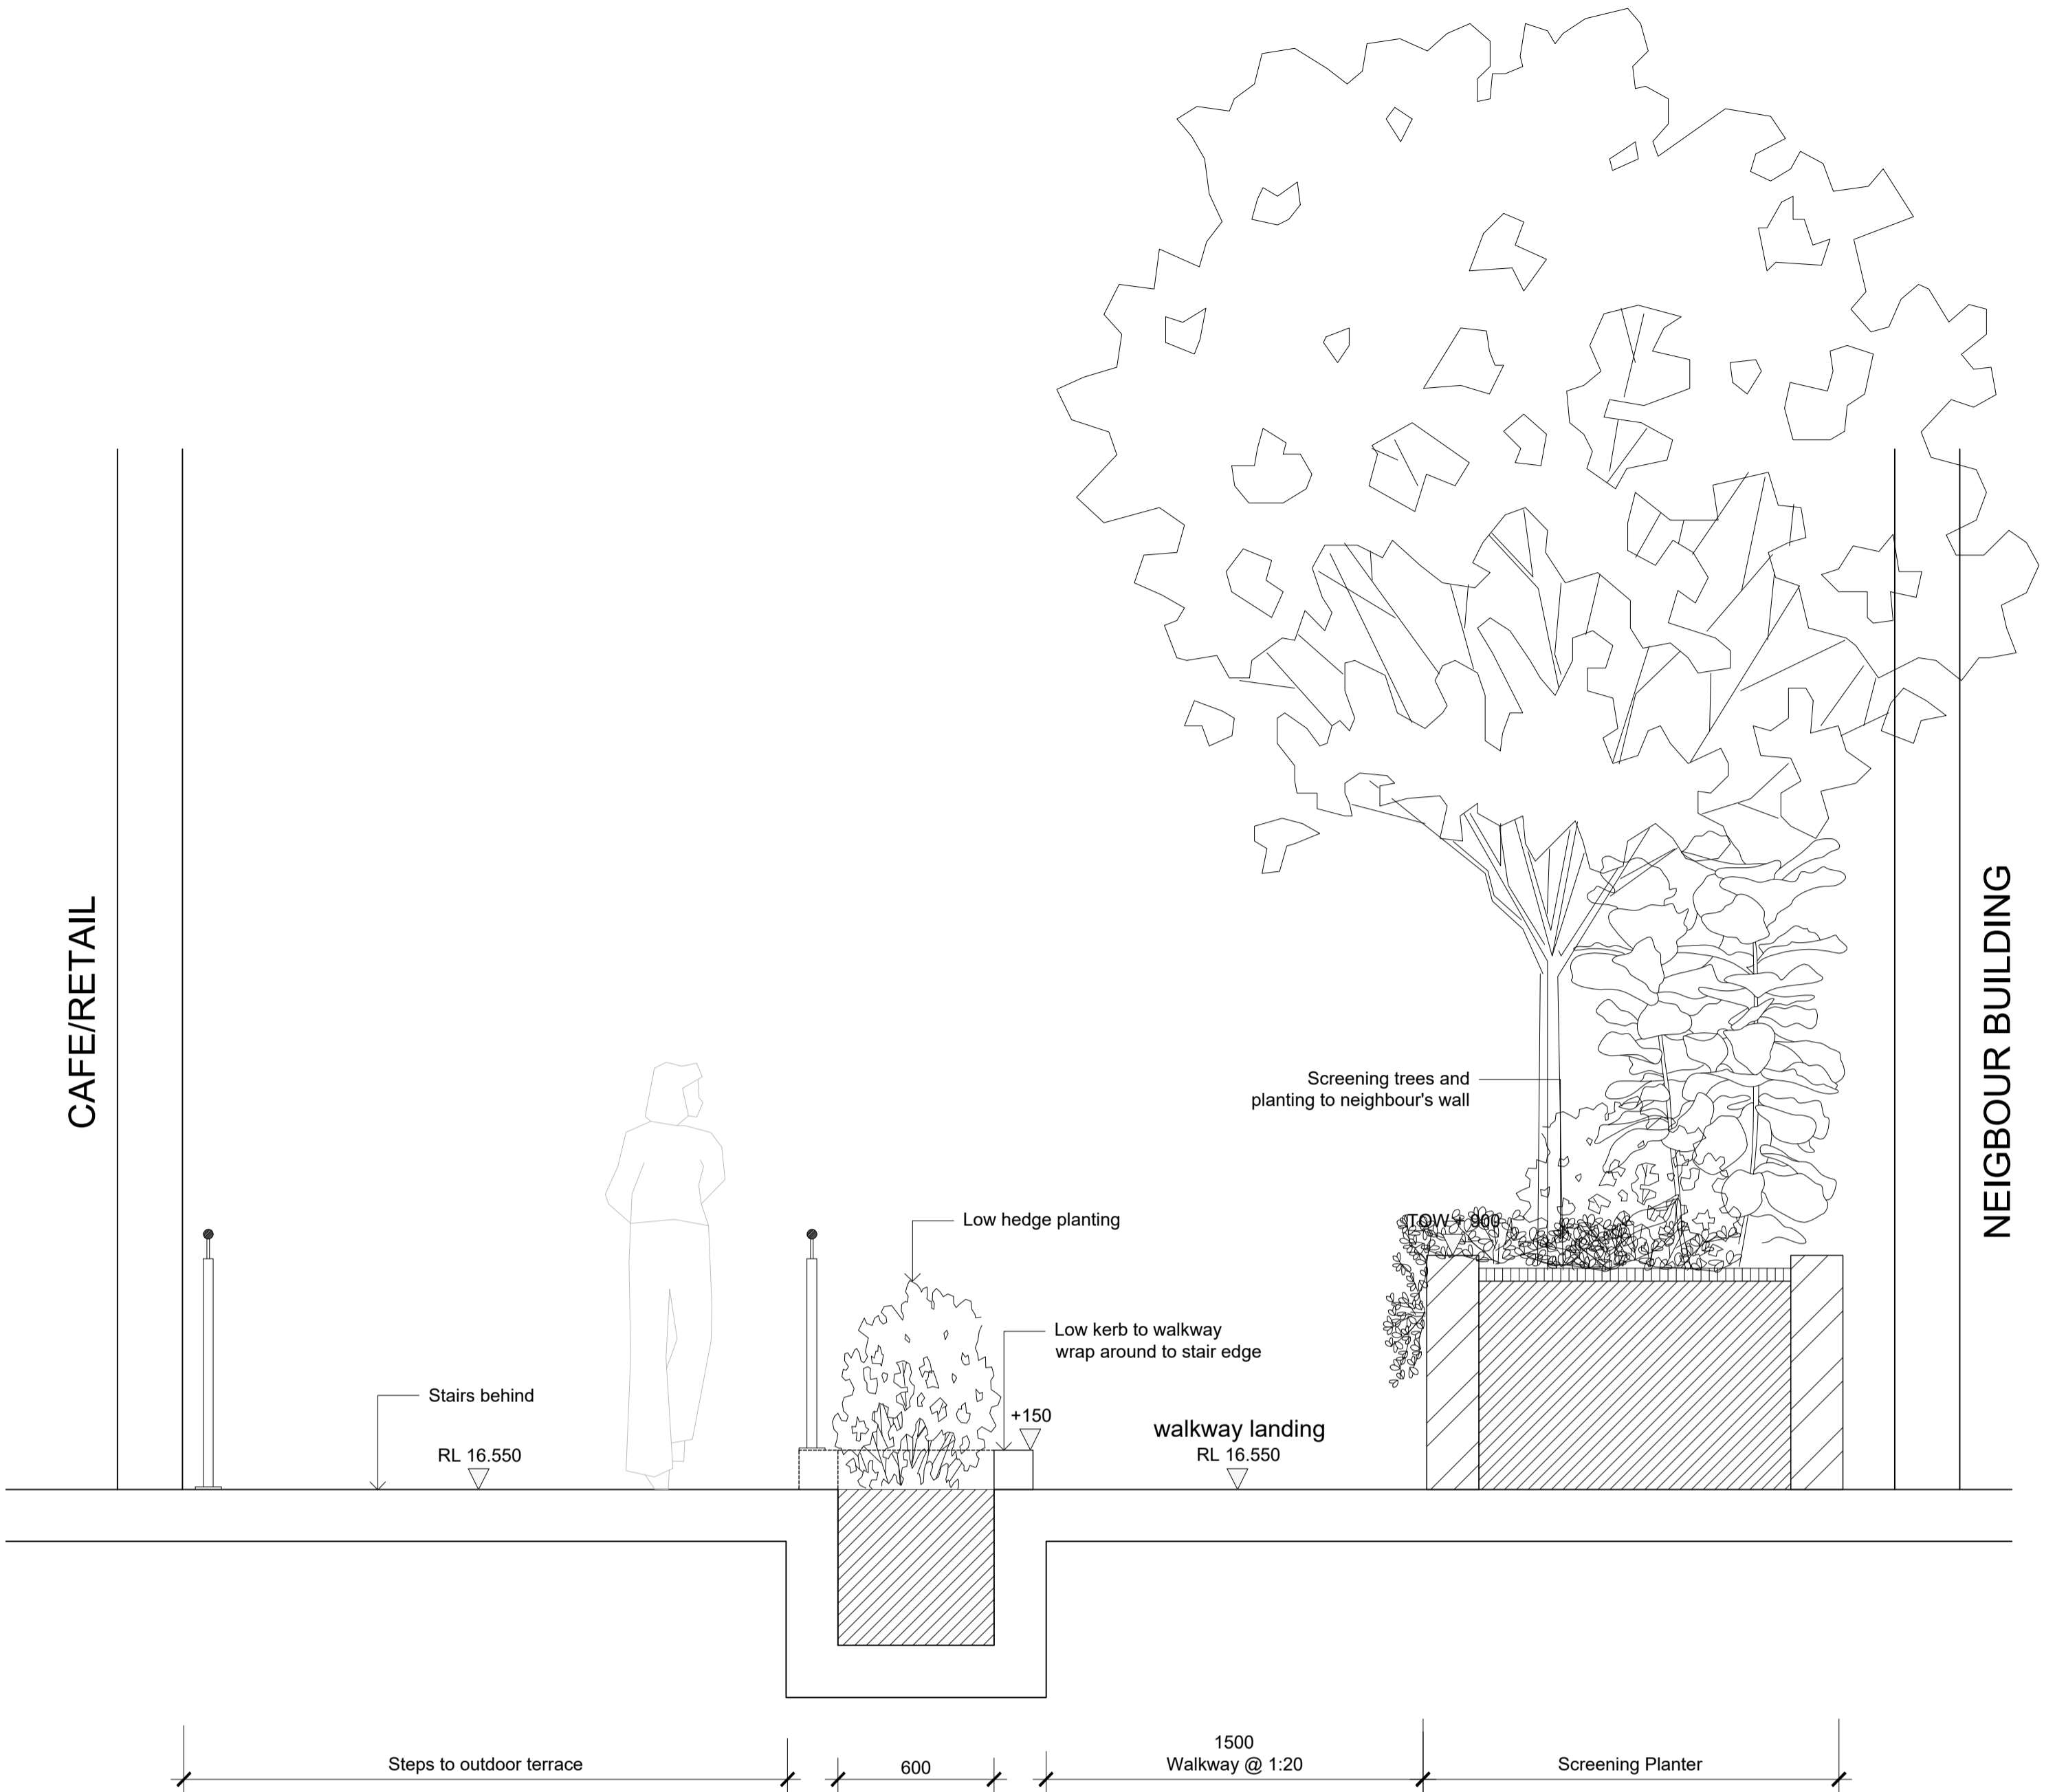 CAFE/RETAIL
NEIGBOUR BUILDING
Screening trees and
planting to neighbour's wall
Low hedge planting
TOW + 900
Low kerb to walkway
wrap around to stair edge
Stairs behind
+150
walkway landing
RL 16.550
RL 16.550
1500
Steps to outdoor terrace
600
Walkway @ 1:20
Screening Planter